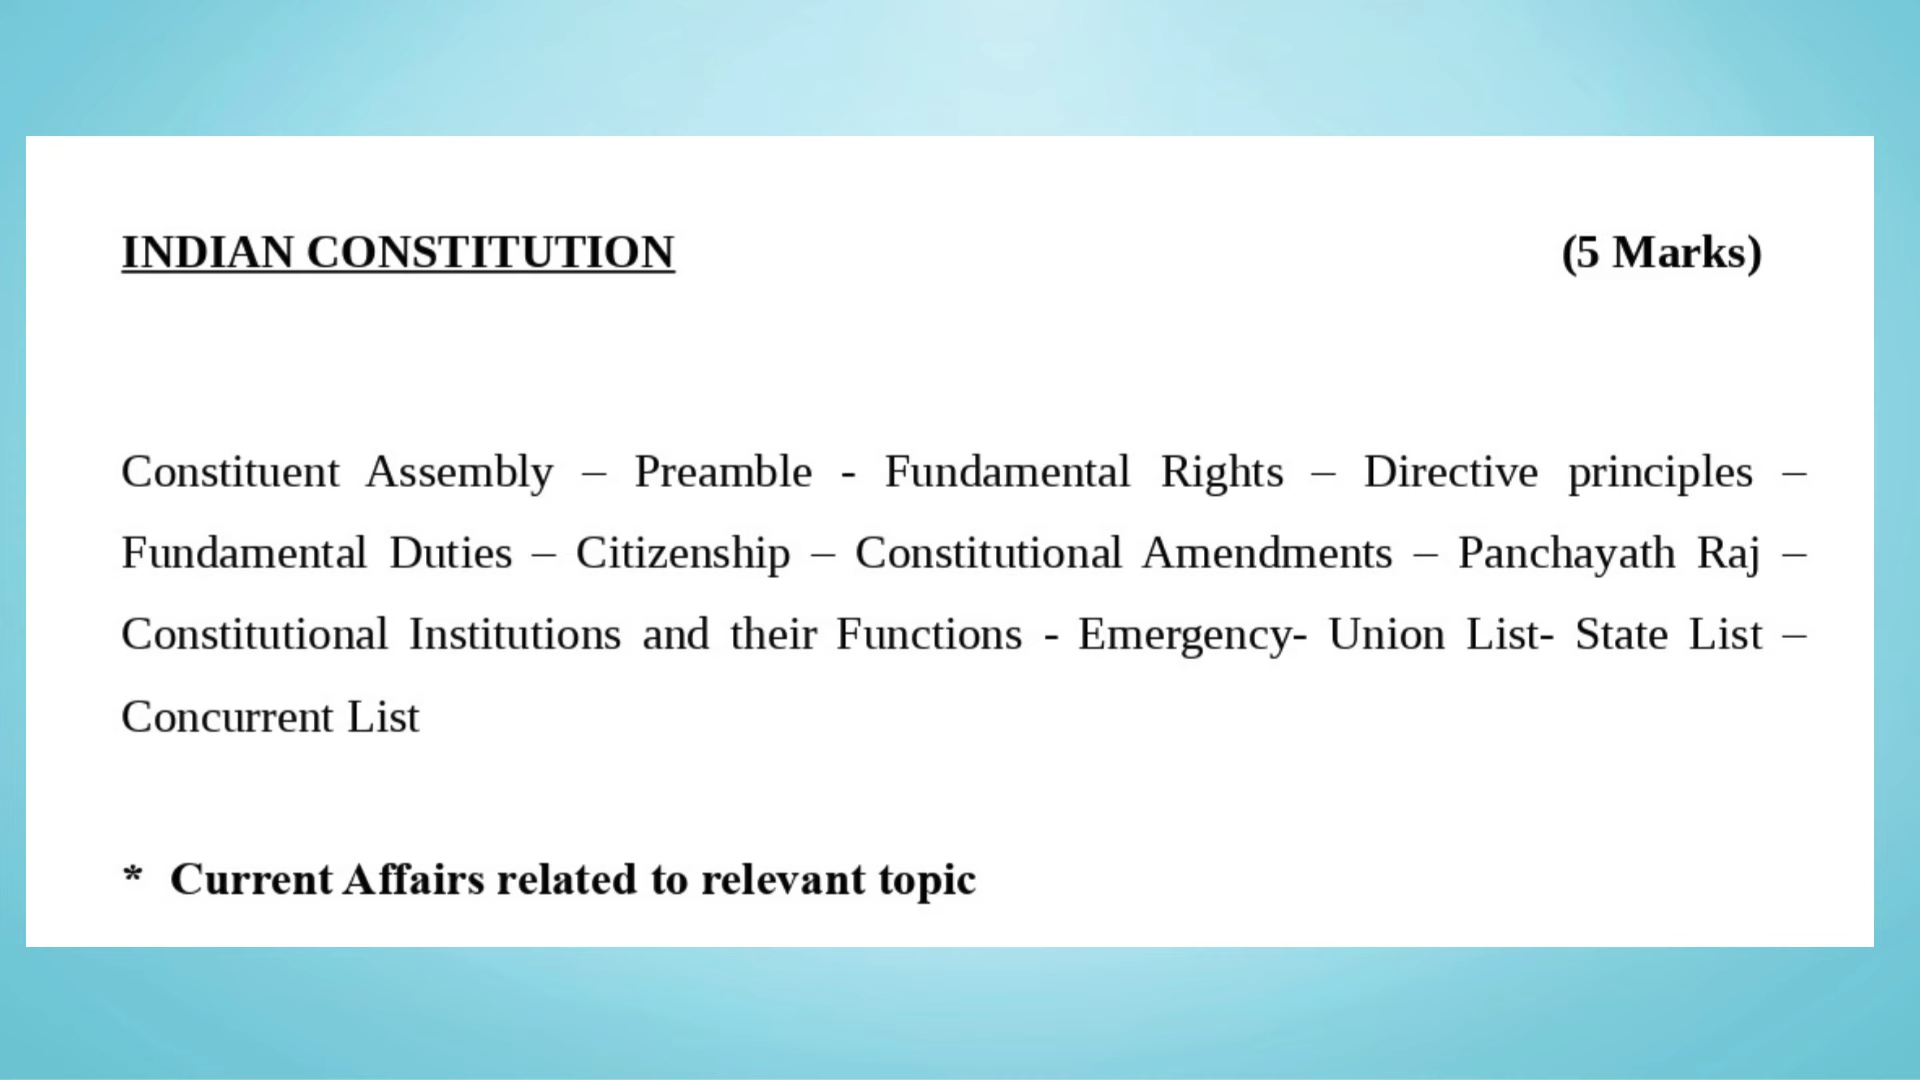 INDIAN CONSTITUTION (5 Marks)
Constituent Assembly – Preamble - Fundamental Rights – Directive principles –
Fundamental Duties – Citizenship – Constitutional Amendments – Panchayath Raj –
Constitutional Institutions and their Functions - Emergency- Union List- State List –
Concurrent List
* Current Affairs related to relevant topic